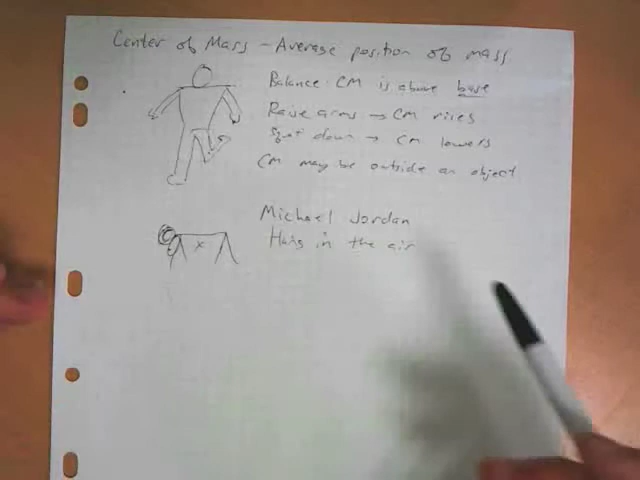 Center of Mass - Average position of mass
Balance CM is above base
Raise arms → CM rises
Squat down → CM lowers
CM may be outside an object
Michael Jordan
Hang in the air
x